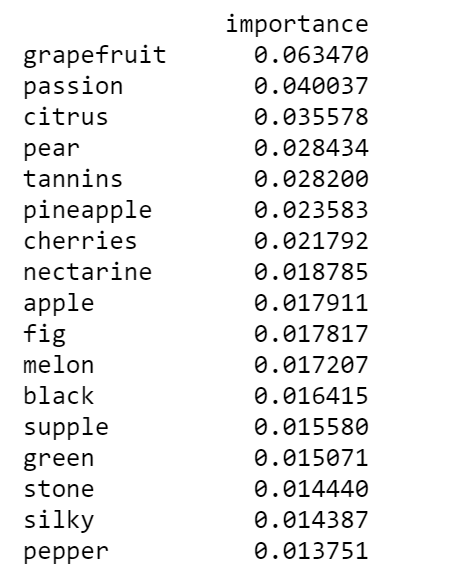 importance
grapefruit 0.063470
passion 0.040037
citrus 0.035578
pear 0.028434
tannins 0.028200
pineapple 0.023583
cherries 0.021792
nectarine 0.018785
apple 0.017911
fig 0.017817
melon 0.017207
black 0.016415
supple 0.015580
green 0.015071
stone 0.014440
silky 0.014387
pepper 0.013751